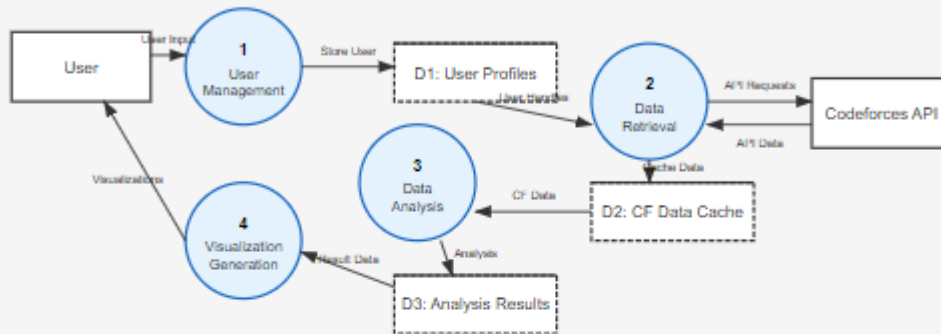 User
User Input
1
User
Management
Store User
D1: User Profiles
User Handles
2
Data
Retrieval
API Requests
API Data
Codeforces API
Cache Data
D2: CF Data Cache
CF Data
3
Data
Analysis
Analysis
D3: Analysis Results
Result Data
4
Visualization
Generation
Visualizations